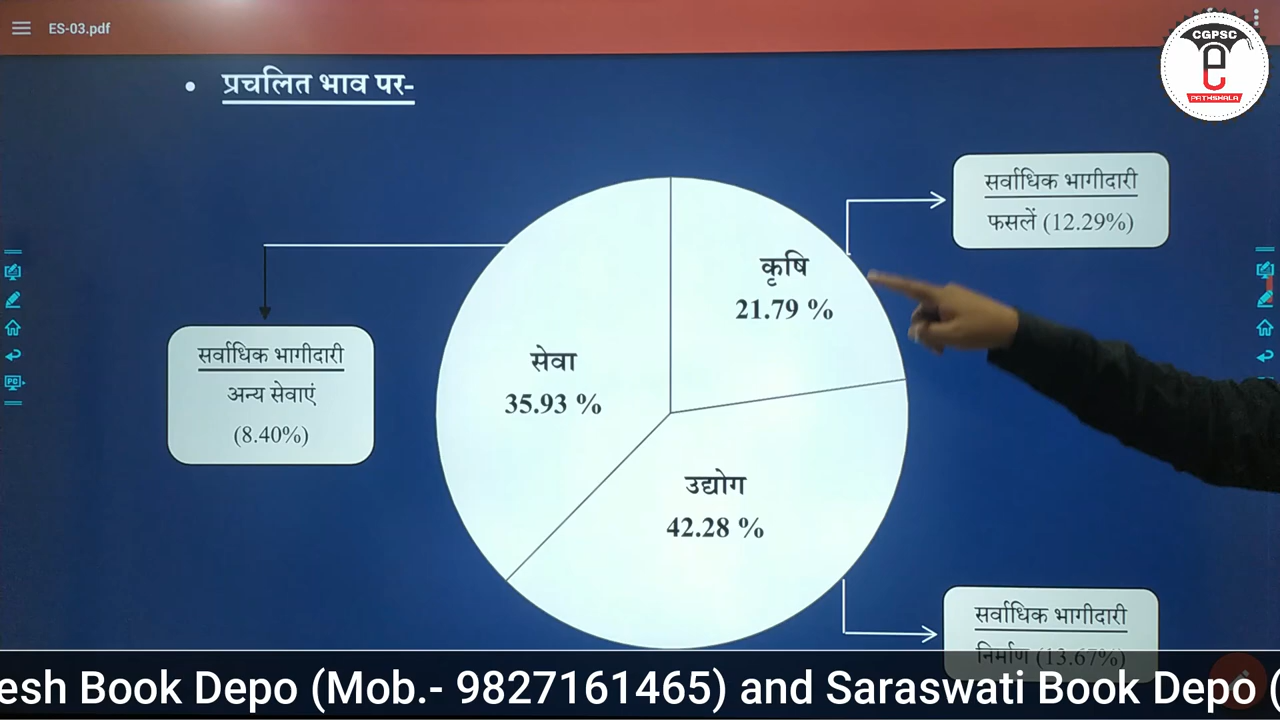 ES-03.pdf
CGPSC
PATHSHALA
• प्रचलित भाव पर-
सर्वाधिक भागीदारी
फसलें (12.29%)
कृषि
21.79 %
सेवा
35.93 %
सर्वाधिक भागीदारी
अन्य सेवाएं
(8.40%)
उद्योग
42.28 %
सर्वाधिक भागीदारी
निर्माण (13.67%)
esh Book Depo (Mob.- 9827161465) and Saraswati Book Depo (